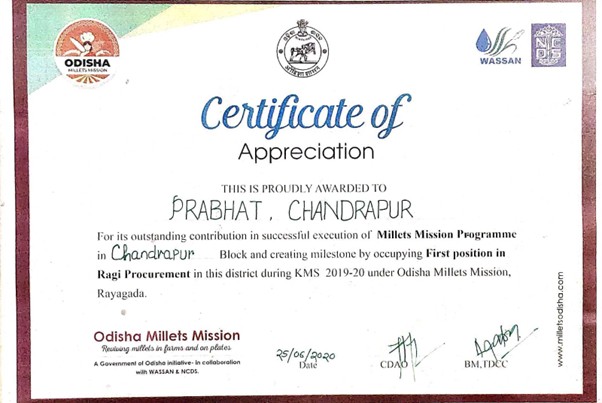 ODISHA
MILLETS MISSION
WASSAN
NCDS
Certificate of
Appreciation
THIS IS PROUDLY AWARDED TO
PRABHAT, CHANDRAPUR
For its outstanding contribution in successful execution of Millets Mission Programme
in Chandrapur Block and creating milestone by occupying First position in
Ragi Procurement in this district during KMS 2019-20 under Odisha Millets Mission,
Rayagada.
Odisha Millets Mission
Reviving millets in farms and on plates
A Government of Odisha initiative- in collaboration
with WASSAN & NCDS.
25/06/2020
Date
CDAO
BM,TDCC
www.milletsodisha.com